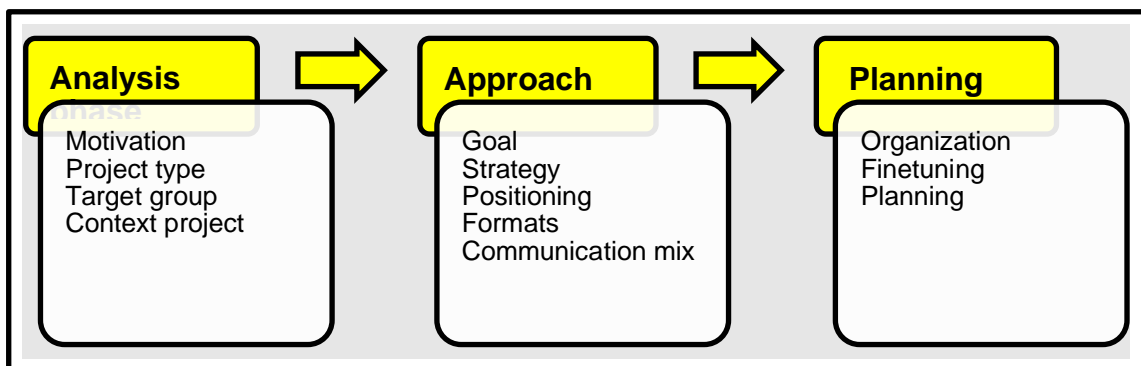 Analysis
phase
Motivation
Project type
Target group
Context project
Approach
Goal
Strategy
Positioning
Formats
Communication mix
Planning
Organization
Finetuning
Planning